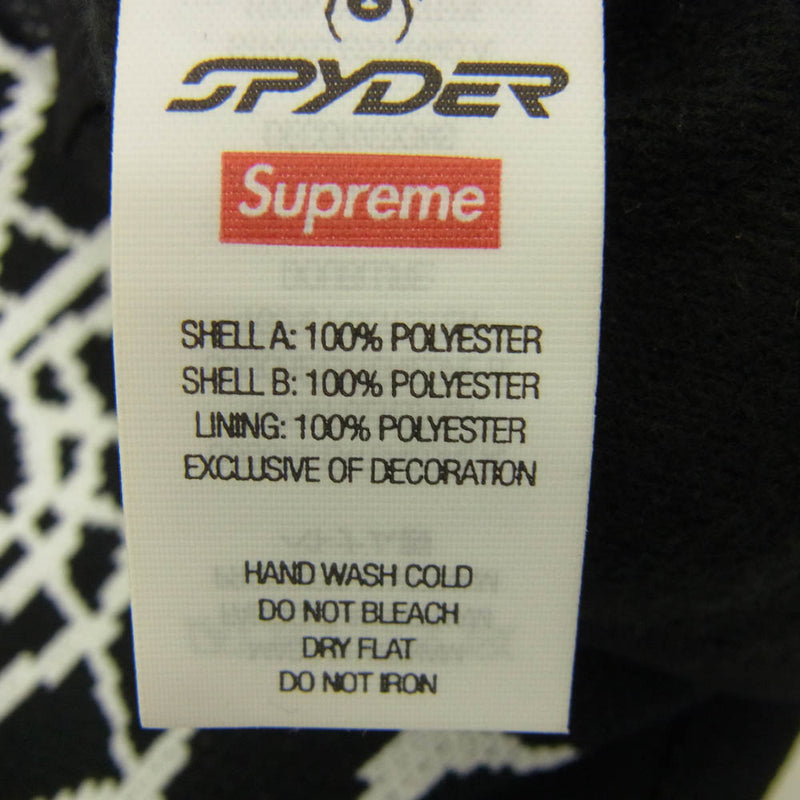 SPYDER
Supreme
SHELL A: 100% POLYESTER
SHELL B: 100% POLYESTER
LINING: 100% POLYESTER
EXCLUSIVE OF DECORATION
HAND WASH COLD
DO NOT BLEACH
DRY FLAT
DO NOT IRON